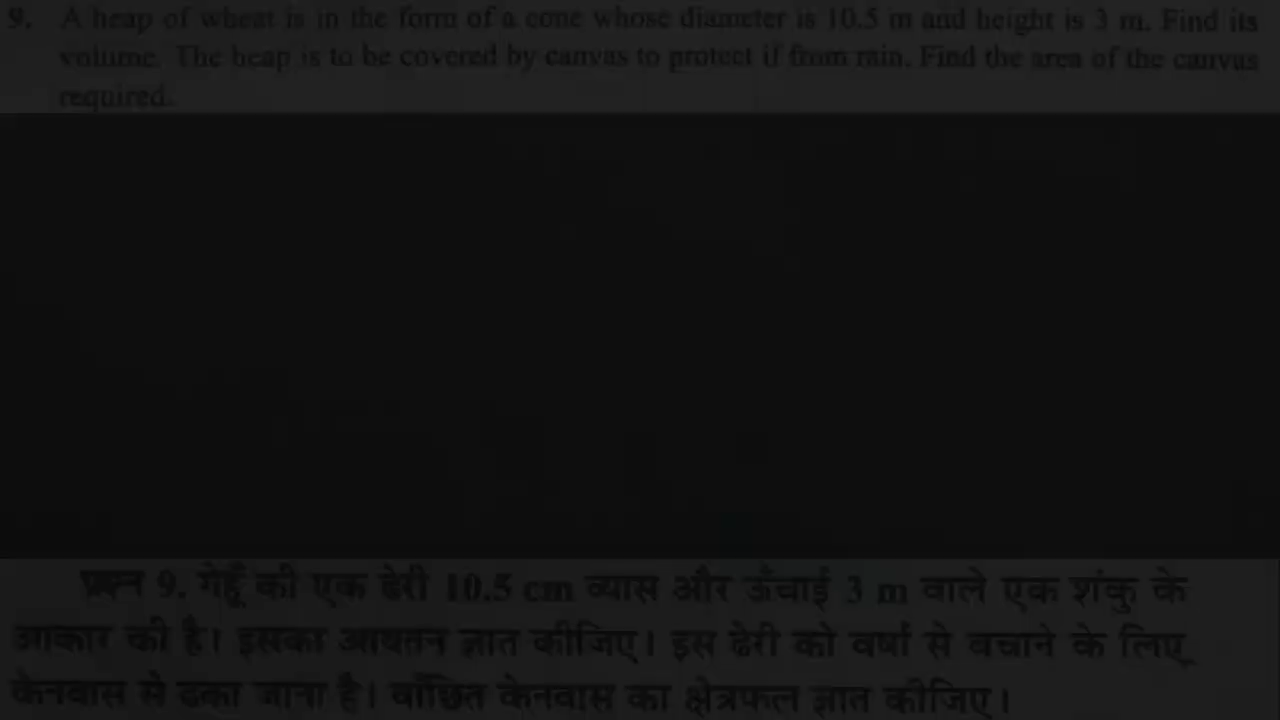 9. A heap of wheat is in the form of a cone whose diameter is 10.5 m and height is 3 m. Find its
volume. The heap is to be covered by canvas to protect it from rain. Find the area of the canvas
required.
प्रश्न 9. गेहूँ की एक ढेरी 10.5 cm व्यास और ऊँचाई 3 m वाले एक शंकु के
आकार की है। इसका आयतन ज्ञात कीजिए। इस ढेरी को वर्षा से बचाने के लिए
केनवास से ढका जाना है। वांछित केनवास का क्षेत्रफल ज्ञात कीजिए।